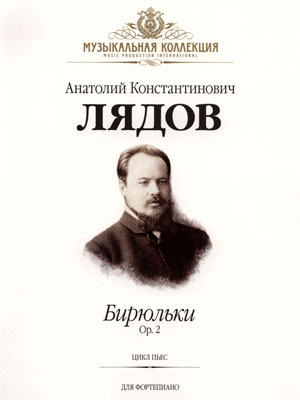 МУЗЫКАЛЬНАЯ КОЛЛЕКЦИЯ
MUSIC PRODUCTION INTERNATIONAL
Анатолий Константинович
ЛЯДОВ
Бирюльки
Op. 2
ЦИКЛ ПЬЕС
ДЛЯ ФОРТЕПИАНО